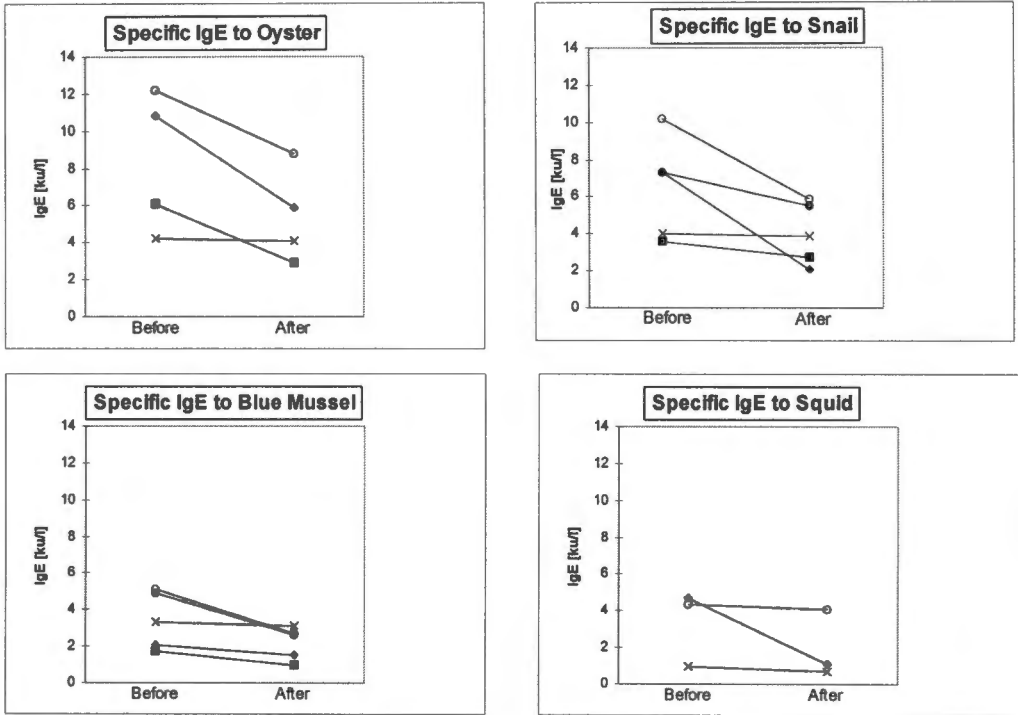 Specific IgE to Oyster
14
12
10
8
6
4
2
0
IgE [ku/l]
Before After
Specific IgE to Snail
14
12
10
8
6
4
2
0
IgE [ku/l]
Before After
Specific IgE to Blue Mussel
14
12
10
8
6
4
2
0
IgE [ku/l]
Before After
Specific IgE to Squid
14
12
10
8
6
4
2
0
IgE [ku/l]
Before After